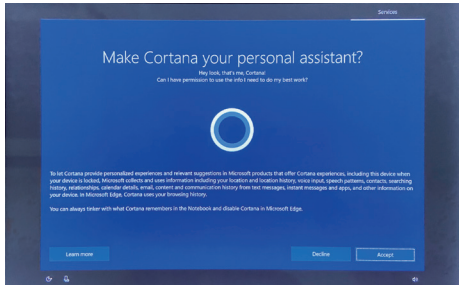 Services
Make Cortana your personal assistant?
Hey look, that's me, Cortana!
Can I have permission to use the info I need to do my best work?
To let Cortana provide personalized experiences and relevant suggestions in Microsoft products that offer Cortana experiences, including this device when
your device is locked, Microsoft collects and uses information including your location and location history, voice input, speech patterns, contacts, searching
history, relationships, calendar details, email, content and communication history from text messages, instant messages and apps, and other information on
your device. in Microsoft Edge, Cortana uses your browsing history.
You can always tinker with what Cortana remembers in the Notebook and disable Cortana in Microsoft Edge.
Learn more
Decline
Accept